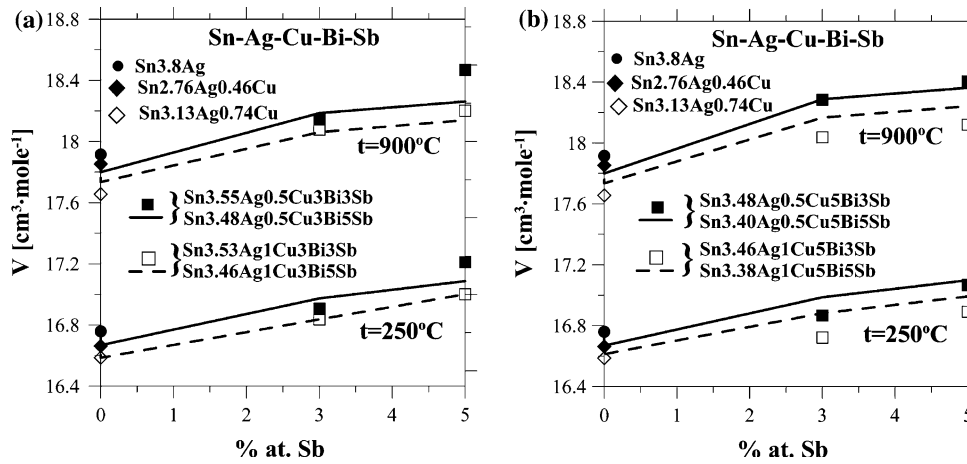 (a)
Sn-Ag-Cu-Bi-Sb
Sn3.8Ag
Sn2.76Ag0.46Cu
Sn3.13Ag0.74Cu
t=900°C
Sn3.55Ag0.5Cu3Bi3Sb
Sn3.48Ag0.5Cu3Bi5Sb
Sn3.53Ag1Cu3Bi3Sb
Sn3.46Ag1Cu3Bi5Sb
t=250°C
V [cm³·mole⁻¹]
18.8
18.4
18
17.6
17.2
16.8
16.4
0 1 2 3 4 5
% at. Sb
(b)
Sn-Ag-Cu-Bi-Sb
Sn3.8Ag
Sn2.76Ag0.46Cu
Sn3.13Ag0.74Cu
t=900°C
Sn3.48Ag0.5Cu5Bi3Sb
Sn3.40Ag0.5Cu5Bi5Sb
Sn3.46Ag1Cu5Bi3Sb
Sn3.38Ag1Cu5Bi5Sb
t=250°C
V [cm³·mole⁻¹]
18.8
18.4
18
17.6
17.2
16.8
16.4
0 1 2 3 4 5
% at. Sb